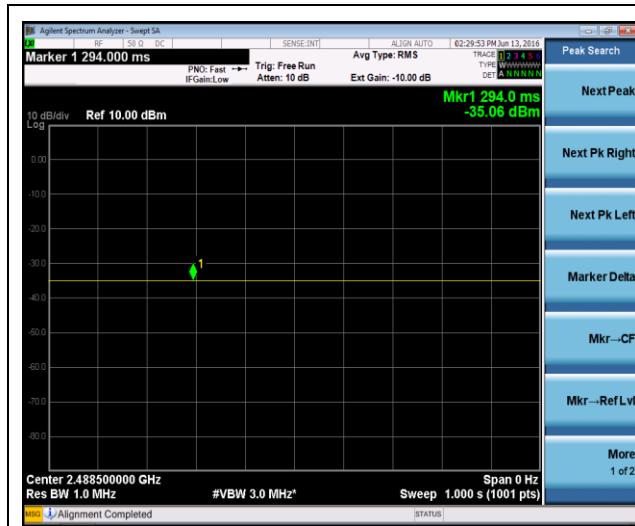 Agilent Spectrum Analyzer - Swept SA
RF 50 Ω DC SENSE:INT ALIGN AUTO 02:29:53 PM Jun 13, 2016
Marker 1 294.000 ms
PNO: Fast
IFGain:Low
Trig: Free Run
Atten: 10 dB
Avg Type: RMS
Ext Gain: -10.00 dB
TRACE 1 2 3 4 5 6
TYPE WWWWWW
DET A N N N N N
Peak Search
Mkr1 294.0 ms
-35.06 dBm
10 dB/div Ref 10.00 dBm
Log
0.00
-10.0
-20.0
-30.0
-40.0
-50.0
-60.0
-70.0
-80.0
1
Center 2.488500000 GHz Span 0 Hz
Res BW 1.0 MHz #VBW 3.0 MHz* Sweep 1.000 s (1001 pts)
MSG Alignment Completed STATUS
Next Peak
Next Pk Right
Next Pk Left
Marker Delta
Mkr→CF
Mkr→Ref Lvl
More
1 of 2